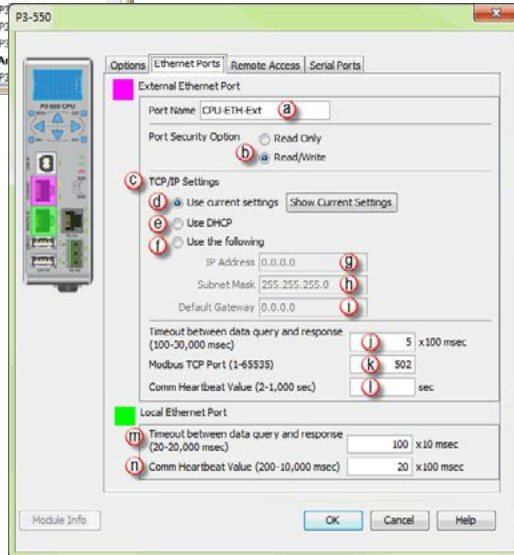 P3-550
Options Ethernet Ports Remote Access Serial Ports
External Ethernet Port
Port Name CPU-ETH-Ext a
Port Security Option Read Only
b Read/Write
c TCP/IP Settings
d Use current settings Show Current Settings
e Use DHCP
f Use the following
IP Address 0.0.0.0 g
Subnet Mask 255.255.255.0 h
Default Gateway 0.0.0.0 i
Timeout between data query and response
(100-30,000 msec) j 5 x100 msec
Modbus TCP Port (1-65535) k 502
Comm Heartbeat Value (2-1,000 sec) l sec
Local Ethernet Port
m Timeout between data query and response
(20-20,000 msec) 100 x10 msec
n Comm Heartbeat Value (200-10,000 msec) 20 x100 msec
Module Info OK Cancel Help
P3-550 CPU